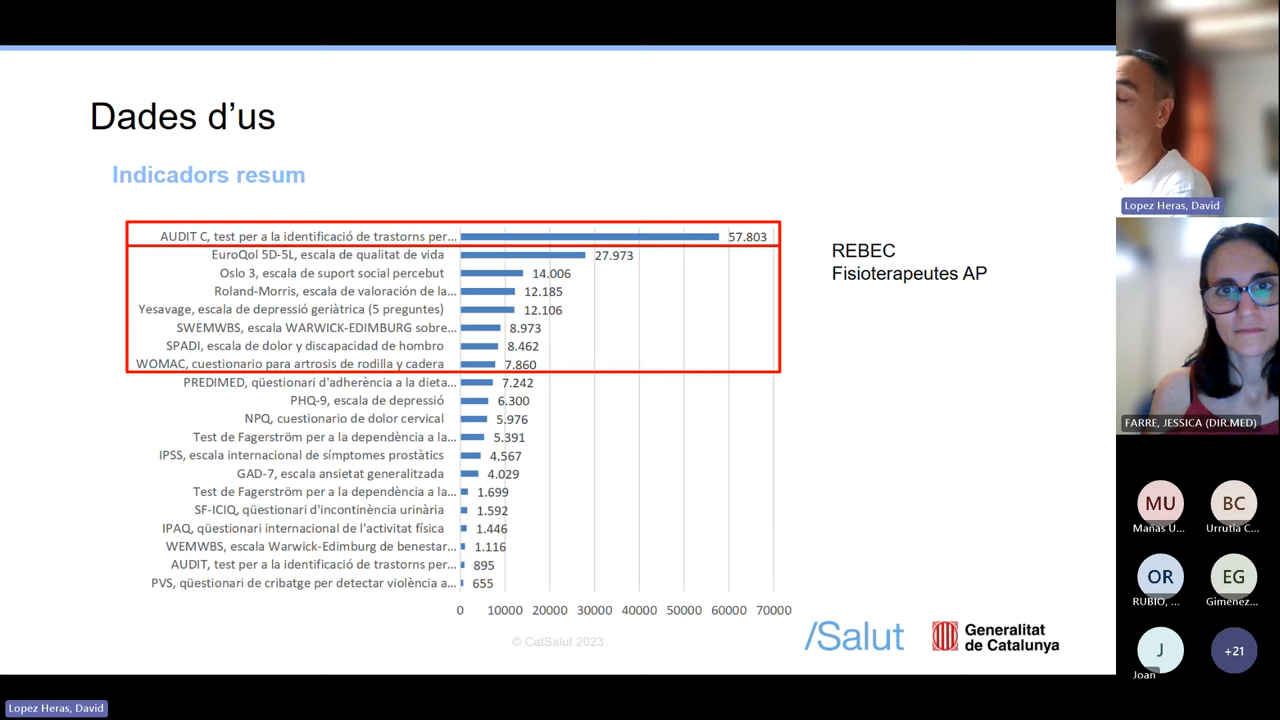 Dades d’us
Indicadors resum
AUDIT C, test per a la identificació de trastorns per... 57.803
EuroQol 5D-5L, escala de qualitat de vida 27.973
Oslo 3, escala de suport social percebut 14.006
Roland-Morris, escala de valoración de la... 12.185
Yesavage, escala de depressió geriàtrica (5 preguntes) 12.106
SWEMWBS, escala WARWICK-EDIMBURG sobre... 8.973
SPADI, escala de dolor y discapacidad de hombro 8.462
WOMAC, cuestionario para artrosis de rodilla y cadera 7.860
PREDIMED, qüestionari d'adherència a la dieta... 7.242
PHQ-9, escala de depressió 6.300
NPQ, cuestionario de dolor cervical 5.976
Test de Fagerström per a la dependència a la... 5.391
IPSS, escala internacional de símptomes prostàtics 4.567
GAD-7, escala ansietat generalitzada 4.029
Test de Fagerström per a la dependència a la... 1.699
SF-ICIQ, qüestionari d'incontinència urinària 1.592
IPAQ, qüestionari internacional de l'activitat física 1.446
WEMWBS, escala Warwick-Edimburg de benestar... 1.116
AUDIT, test per a la identificació de trastorns per... 895
PVS, qüestionari de cribatge per detectar violència a... 655
0 10000 20000 30000 40000 50000 60000 70000
REBEC
Fisioterapeutes AP
© CatSalut 2023
/Salut
Generalitat
de Catalunya
Lopez Heras, David
FARRE, JESSICA (DIR.MED)
MU
Mañas U...
BC
Urrutia C...
OR
RUBIO, ...
EG
Gimenez...
J
Joan
+21
Lopez Heras, David